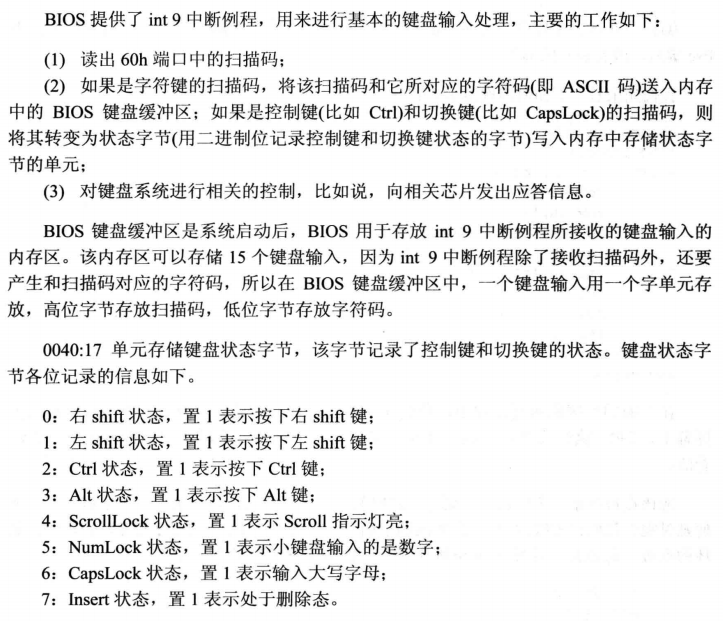 BIOS 提供了 int 9 中断例程，用来进行基本的键盘输入处理，主要的工作如下：
(1) 读出 60h 端口中的扫描码；
(2) 如果是字符键的扫描码，将该扫描码和它所对应的字符码(即 ASCII 码)送入内存
中的 BIOS 键盘缓冲区；如果是控制键(比如 Ctrl)和切换键(比如 CapsLock)的扫描码，则
将其转变为状态字节(用二进制位记录控制键和切换键状态的字节)写入内存中存储状态字
节的单元；
(3) 对键盘系统进行相关的控制，比如说，向相关芯片发出应答信息。
BIOS 键盘缓冲区是系统启动后，BIOS 用于存放 int 9 中断例程所接收的键盘输入的
内存区。该内存区可以存储 15 个键盘输入，因为 int 9 中断例程除了接收扫描码外，还要
产生和扫描码对应的字符码，所以在 BIOS 键盘缓冲区中，一个键盘输入用一个字单元存
放，高位字节存放扫描码，低位字节存放字符码。
0040:17 单元存储键盘状态字节，该字节记录了控制键和切换键的状态。键盘状态字
节各位记录的信息如下。
0：右 shift 状态，置 1 表示按下右 shift 键；
1：左 shift 状态，置 1 表示按下左 shift 键；
2：Ctrl 状态，置 1 表示按下 Ctrl 键；
3：Alt 状态，置 1 表示按下 Alt 键；
4：ScrollLock 状态，置 1 表示 Scroll 指示灯亮；
5：NumLock 状态，置 1 表示小键盘输入的是数字；
6：CapsLock 状态，置 1 表示输入大写字母；
7：Insert 状态，置 1 表示处于删除态。